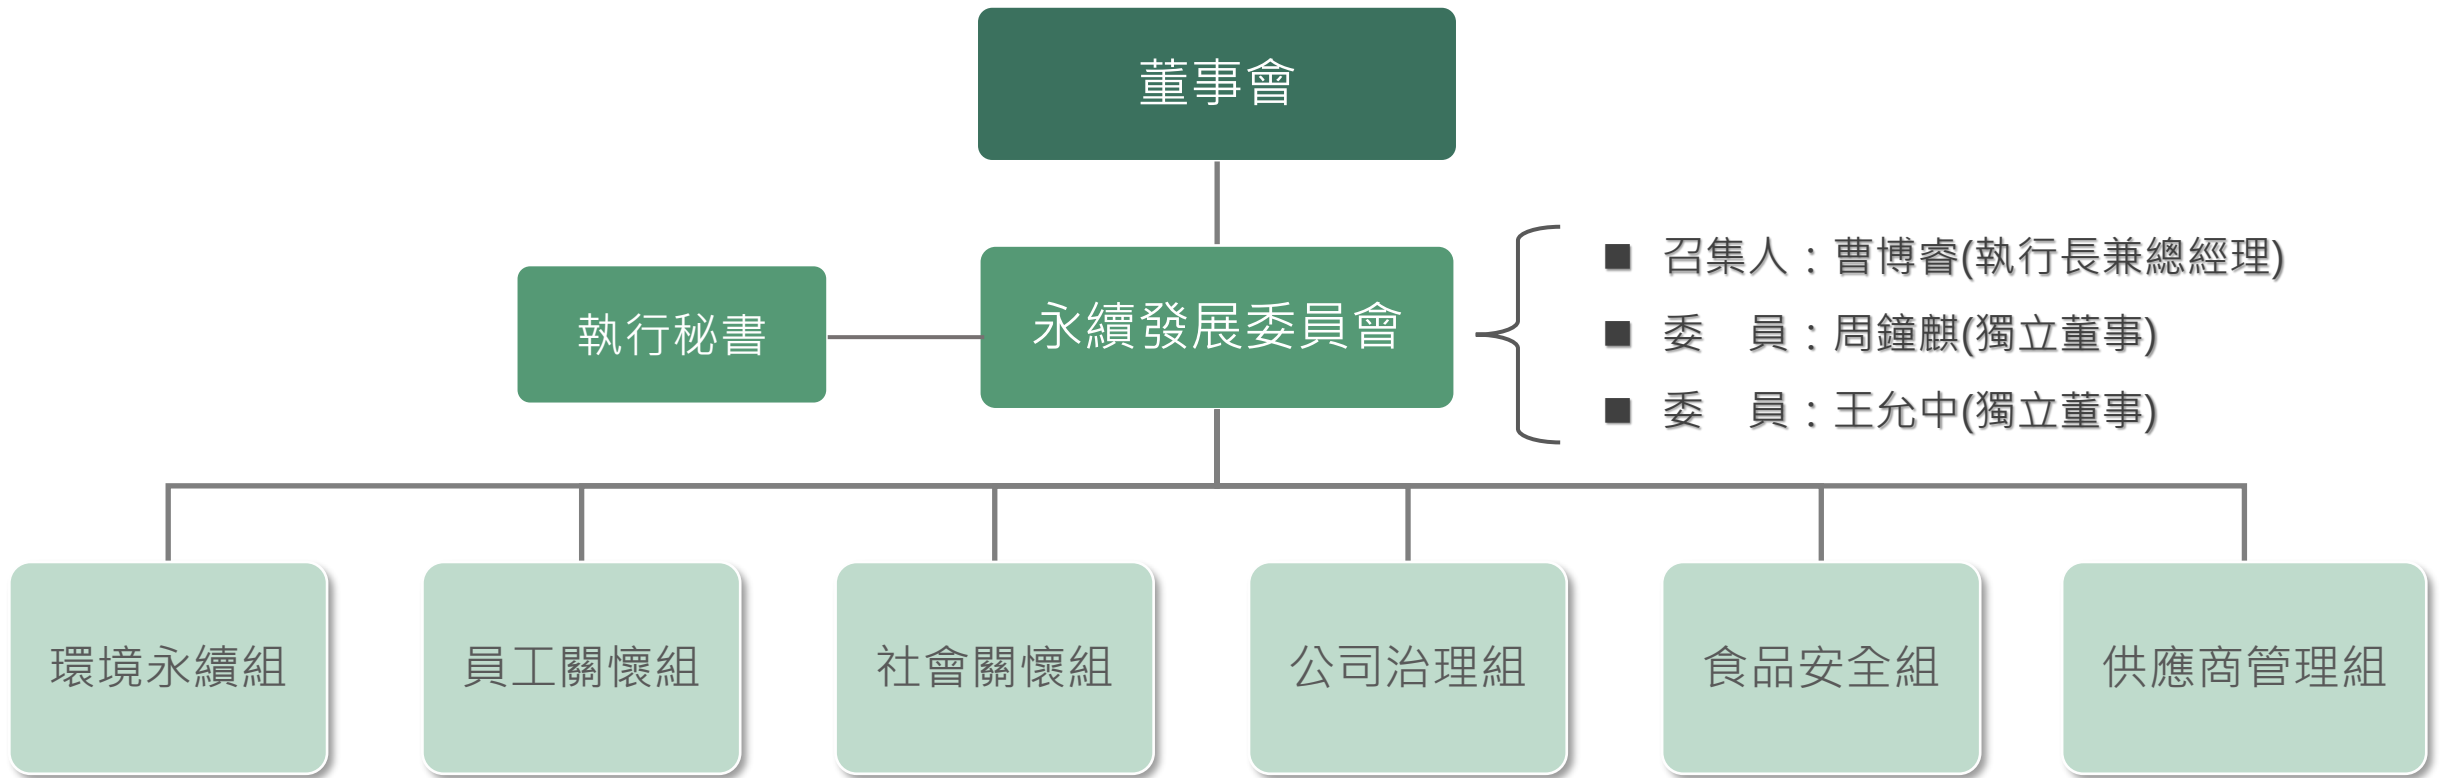 董事會
執行秘書
永續發展委員會
■ 召集人：曹博睿(執行長兼總經理)
■ 委　員：周鐘麒(獨立董事)
■ 委　員：王允中(獨立董事)
環境永續組
員工關懷組
社會關懷組
公司治理組
食品安全組
供應商管理組